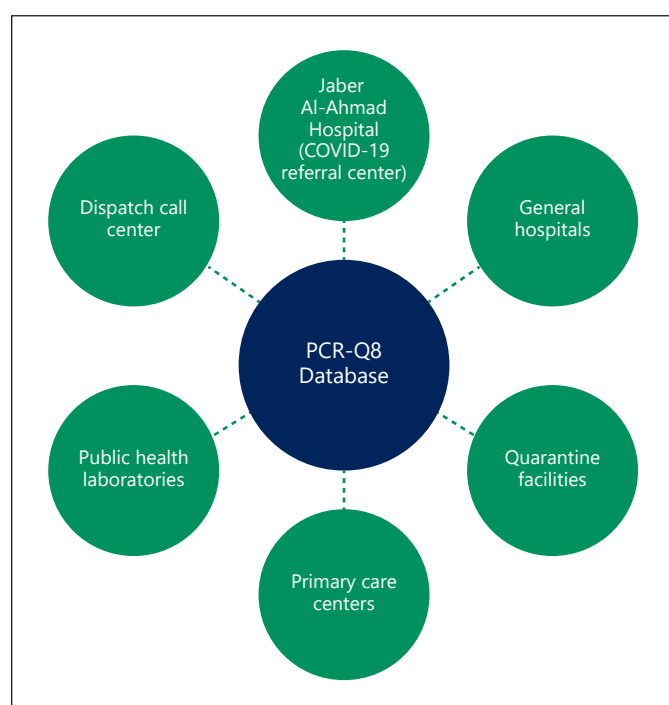 Jaber
Al-Ahmad
Hospital
(COVID-19
referral center)
Dispatch call
center
General
hospitals
PCR-Q8
Database
Public health
laboratories
Quarantine
facilities
Primary care
centers